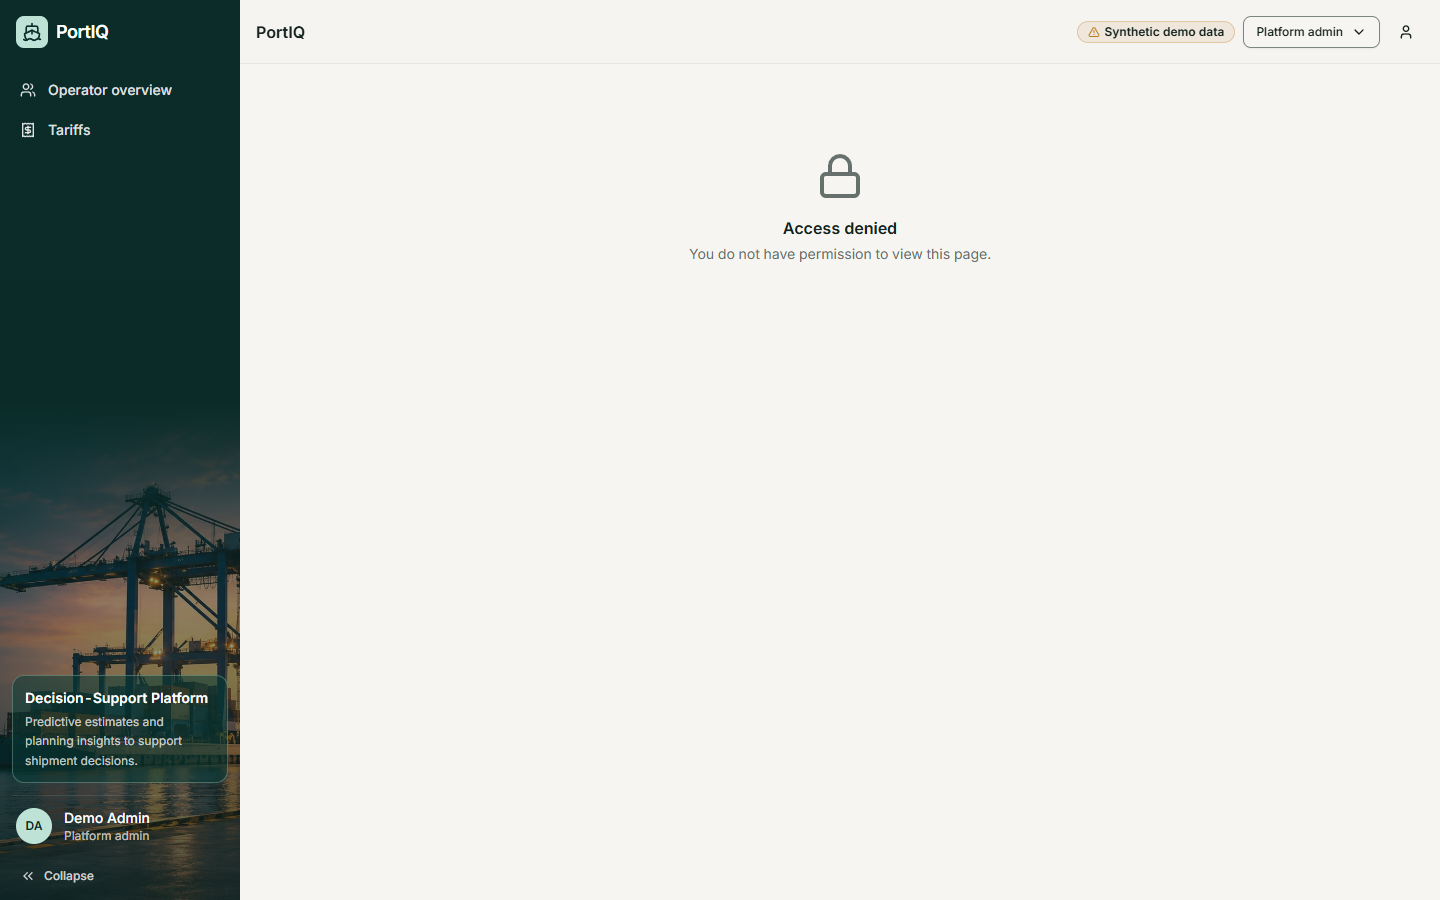 PortIQ
Operator overview
Tariffs
Decision-Support Platform
Predictive estimates and
planning insights to support
shipment decisions.
DA
Demo Admin
Platform admin
Collapse
PortIQ
Synthetic demo data
Platform admin
Access denied
You do not have permission to view this page.